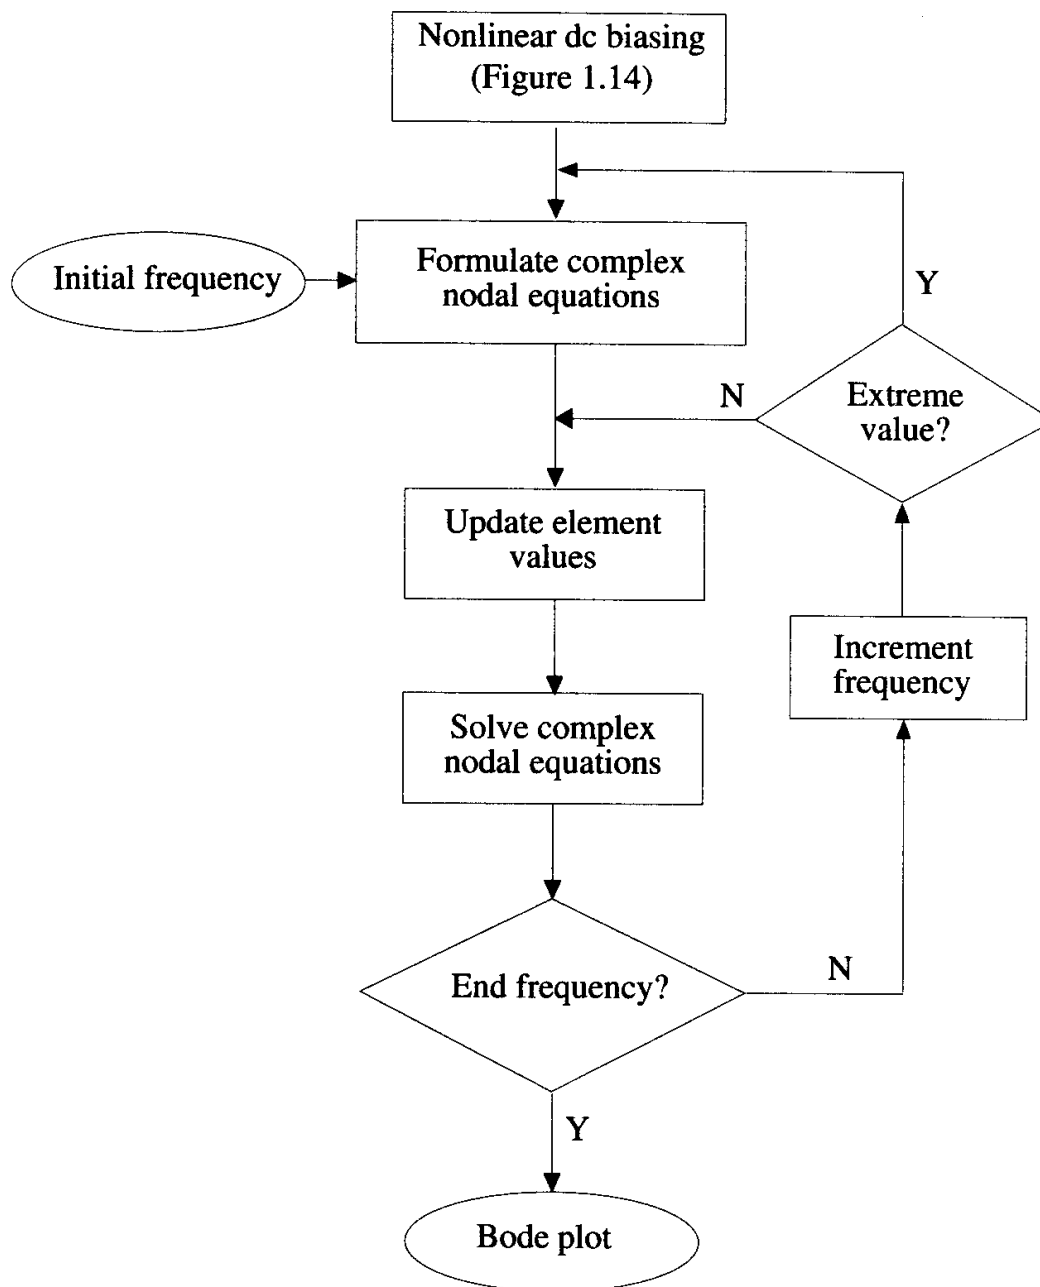 Nonlinear dc biasing
(Figure 1.14)
Initial frequency
Formulate complex
nodal equations
Y
N
Extreme
value?
Update element
values
Increment
frequency
Solve complex
nodal equations
End frequency?
N
Y
Bode plot